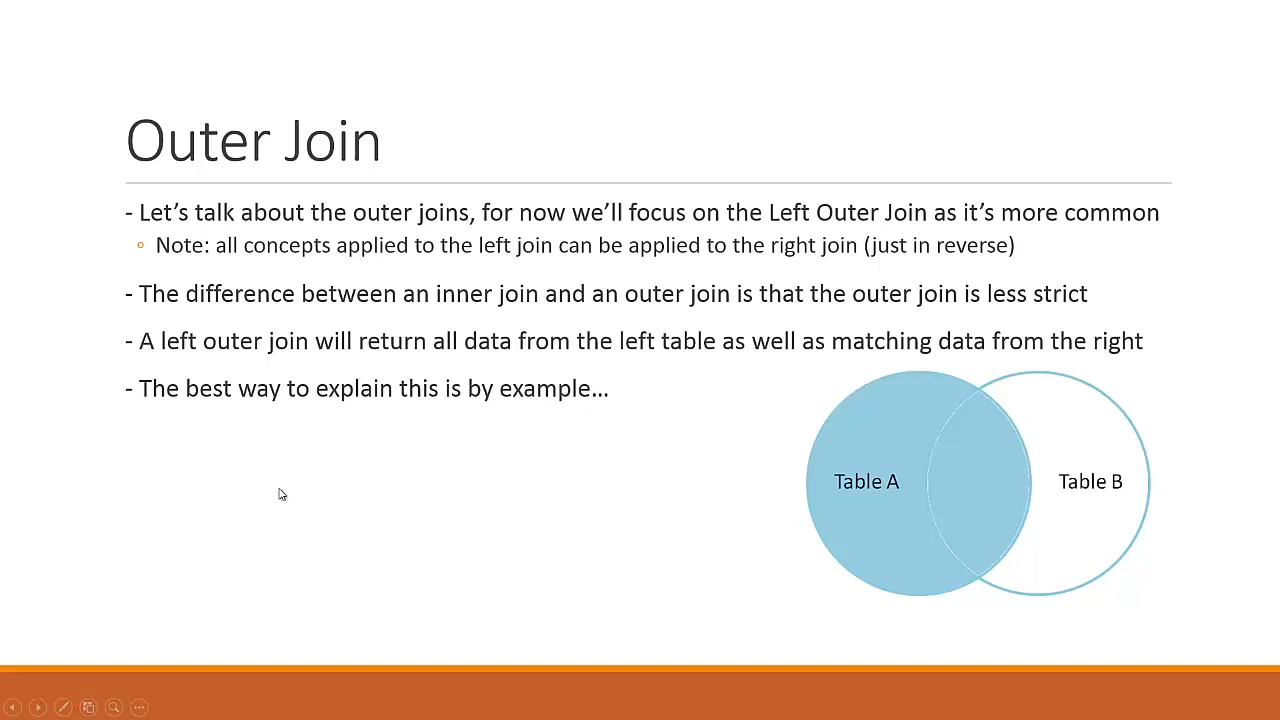 Outer Join
- Let’s talk about the outer joins, for now we’ll focus on the Left Outer Join as it’s more common
◦ Note: all concepts applied to the left join can be applied to the right join (just in reverse)
- The difference between an inner join and an outer join is that the outer join is less strict
- A left outer join will return all data from the left table as well as matching data from the right
- The best way to explain this is by example…
Table A
Table B